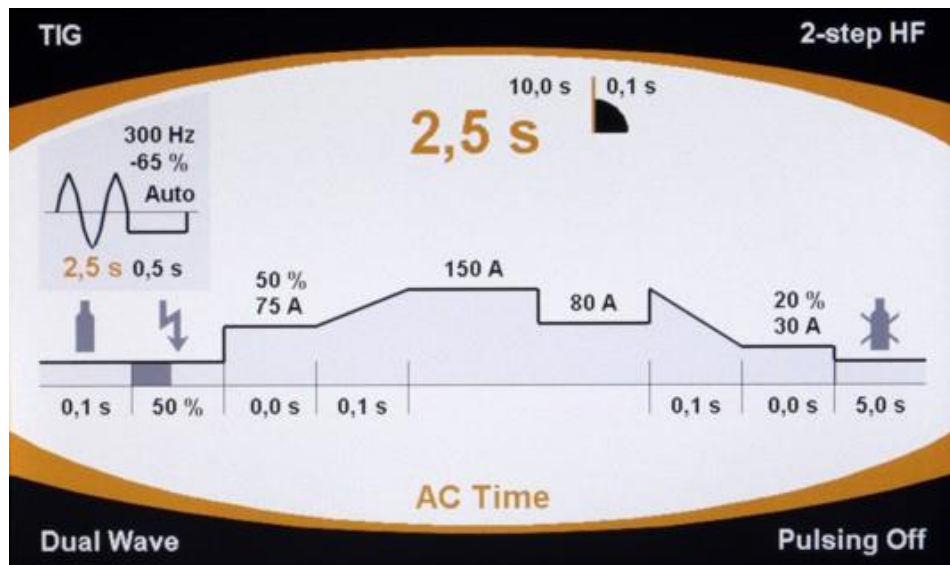 TIG
2-step HF
10,0 s 0,1 s
2,5 s
300 Hz
-65 %
Auto
2,5 s 0,5 s
50 %
75 A
150 A
80 A
20 %
30 A
0,1 s 50 % 0,0 s 0,1 s 0,1 s 0,0 s 5,0 s
AC Time
Dual Wave
Pulsing Off